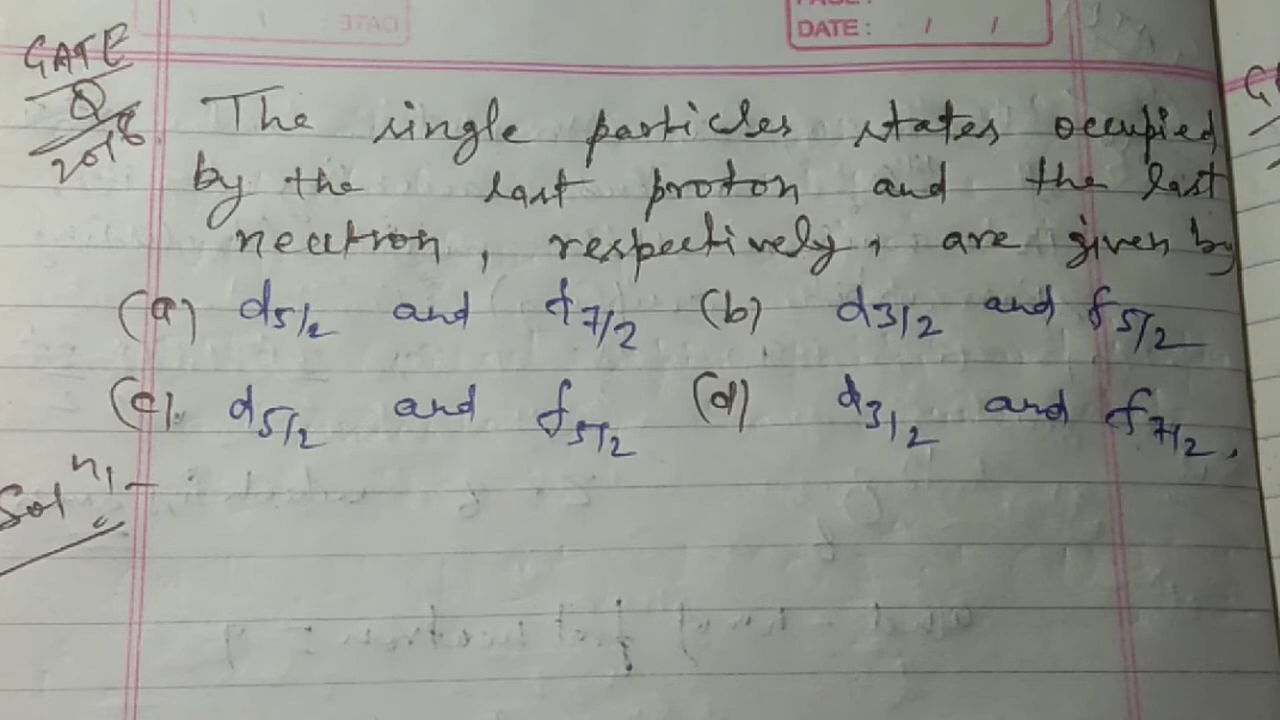 DATE : / /
GATE
Q
2018
The single particles states occupied
by the last proton and the last
neutron, respectively, are given by
(a) d5/2 and f7/2 (b) d3/2 and f5/2
(c) d5/2 and f5/2 (d) d3/2 and f7/2.
Solⁿ,-